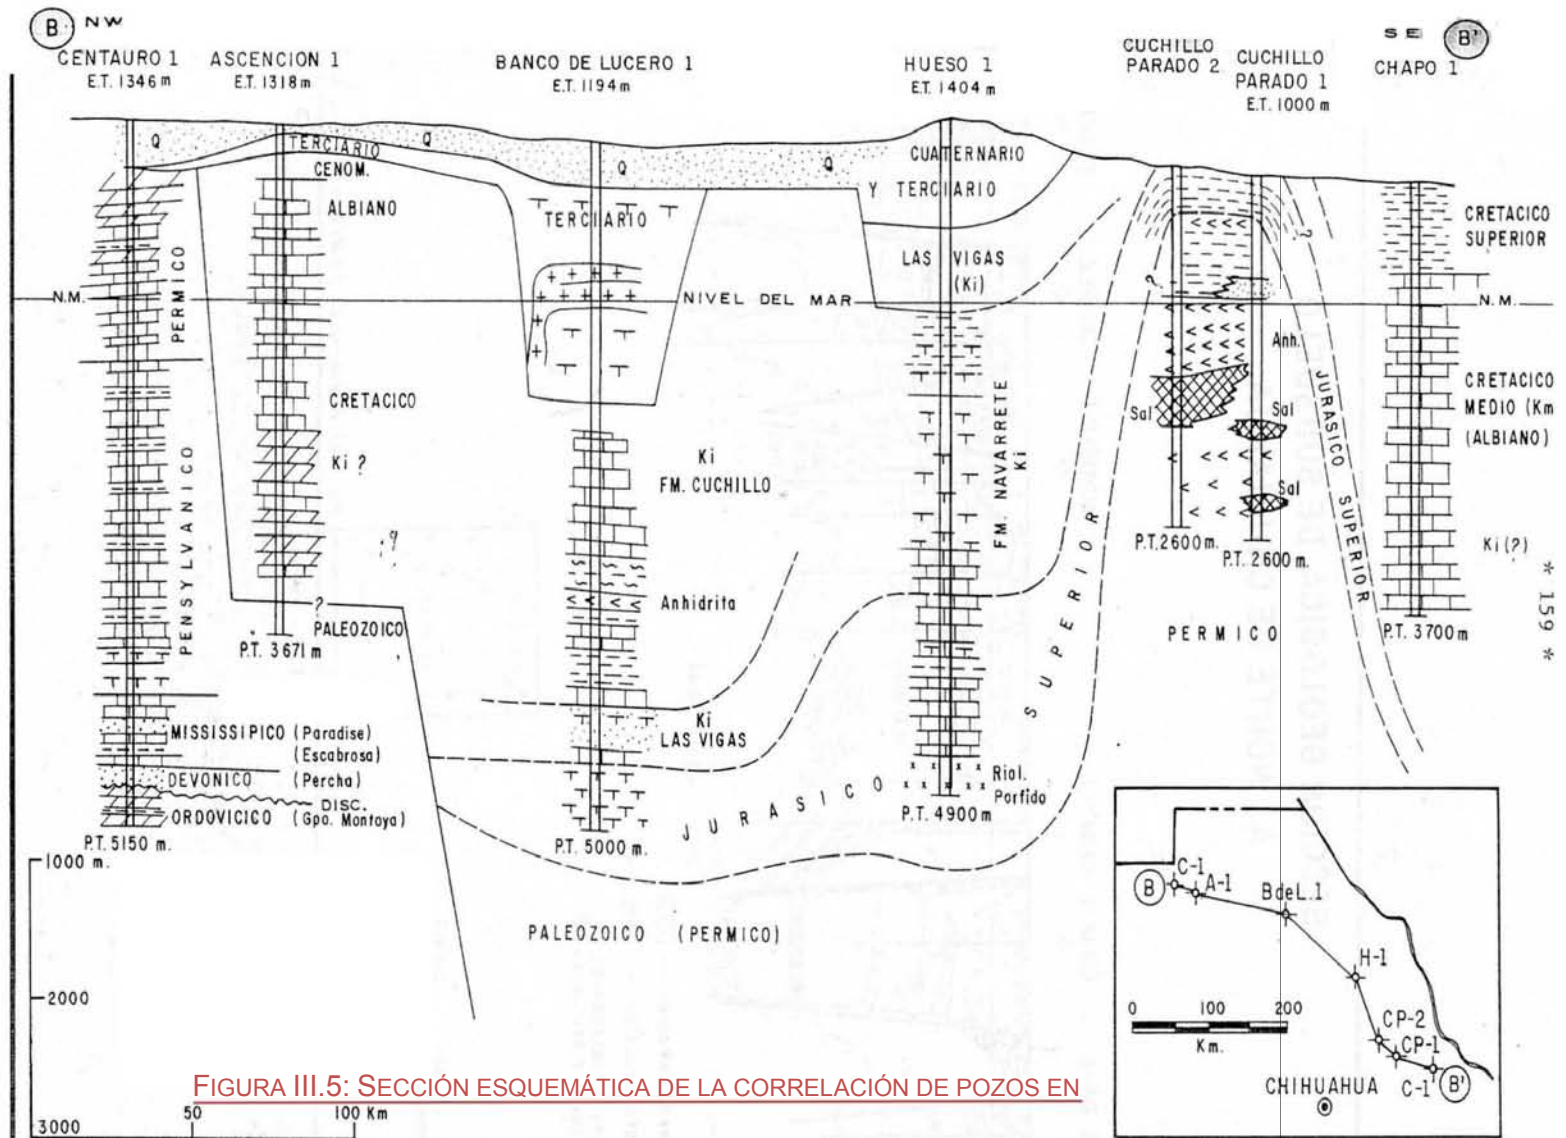 B NW
SE B'
CENTAURO 1
E.T. 1346 m
ASCENCION 1
E.T. 1318 m
BANCO DE LUCERO 1
E.T. 1194 m
HUESO 1
E.T. 1404 m
CUCHILLO
PARADO 2
CUCHILLO
PARADO 1
E.T. 1000 m
CHAPO 1
Q
Q
Q
Q
TERCIARIO
CENOM.
ALBIANO
TERCIARIO
CUATERNARIO
Y TERCIARIO
LAS VIGAS
(Ki)
?
?
CRETACICO
SUPERIOR
N.M.
NIVEL DEL MAR
N.M.
PERMICO
CRETACICO
Ki ?
Ki
FM. CUCHILLO
FM. NAVARRETE
Ki
Anh.
Sal
Sal
Sal
JURASICO SUPERIOR
CRETACICO
MEDIO (Km
(ALBIANO)
Ki (?)
PENSYLVANICO
P.T. 2600 m.
P.T. 2600 m.
P.T. 3700 m
PERMICO
* 159 *
Anhidrita
?
PALEOZOICO
P.T. 3671 m
Ki
LAS VIGAS
MISSISSIPICO (Paradise)
(Escabrosa)
DEVONICO (Percha)
DISC.
ORDOVICICO (Gpo. Montoya)
P.T. 5150 m.
P.T. 5000 m.
JURASICO SUPERIOR
Riol.
Porfido
P.T. 4900 m
1000 m.
PALEOZOICO (PERMICO)
2000
3000
50
100 Km
B
C-1
A-1
BdeL.1
H-1
CP-2
CP-1
C-1
B'
0 100 200
Km.
CHIHUAHUA
FIGURA III.5: SECCIÓN ESQUEMÁTICA DE LA CORRELACIÓN DE POZOS EN